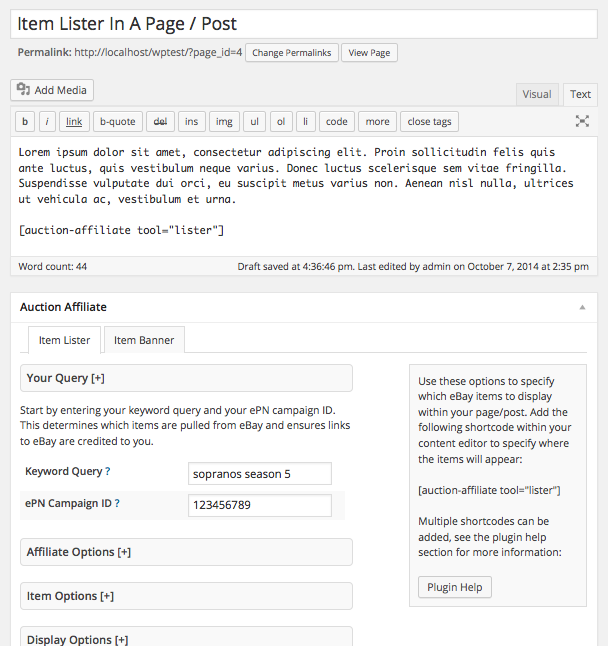 Item Lister In A Page / Post
Permalink: http://localhost/wptest/?page_id=4 Change Permalinks View Page
Add Media Visual Text
b i link b-quote del ins img ul ol li code more close tags
Lorem ipsum dolor sit amet, consectetur adipiscing elit. Proin sollicitudin felis quis
ante luctus, quis vestibulum neque varius. Donec luctus scelerisque sem vitae fringilla.
Suspendisse vulputate dui orci, eu suscipit metus varius non. Aenean nisl nulla, ultrices
ut vehicula ac, vestibulum et urna.
[auction-affiliate tool="lister"]
Word count: 44 Draft saved at 4:36:46 pm. Last edited by admin on October 7, 2014 at 2:35 pm
Auction Affiliate
Item Lister Item Banner
Your Query [+]
Start by entering your keyword query and your ePN campaign ID.
This determines which items are pulled from eBay and ensures links
to eBay are credited to you.
Keyword Query ? sopranos season 5
ePN Campaign ID ? 123456789
Affiliate Options [+]
Item Options [+]
Display Options [+]
Use these options to specify
which eBay items to display
within your page/post. Add the
following shortcode within your
content editor to specify where
the items will appear:
[auction-affiliate tool="lister"]
Multiple shortcodes can be
added, see the plugin help
section for more information:
Plugin Help